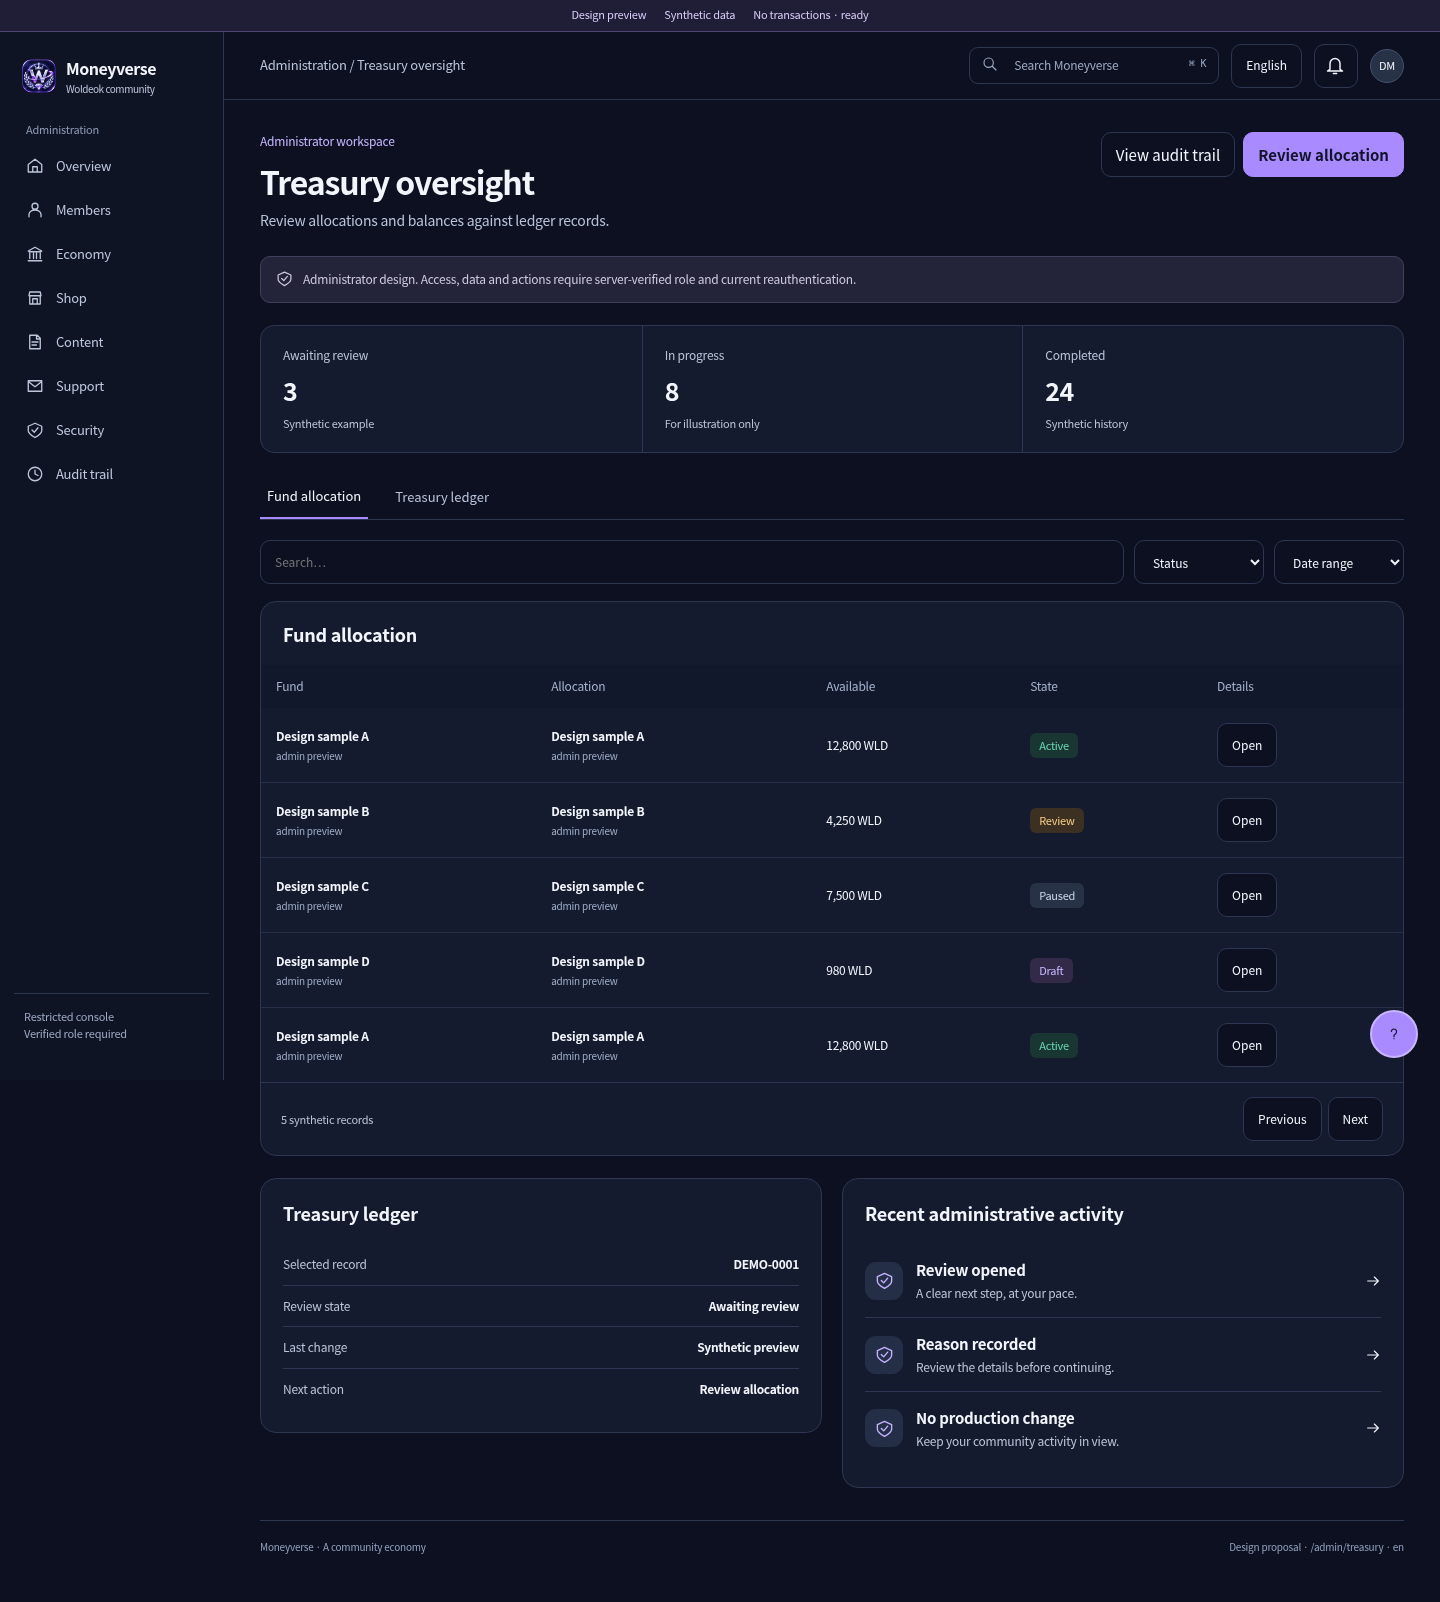 Design preview Synthetic data No transactions · ready
Moneyverse
Woldeok community
Administration
Overview
Members
Economy
Shop
Content
Support
Security
Audit trail
Restricted console
Verified role required
Administration / Treasury oversight
Search Moneyverse ⌘ K
English
DM
Administrator workspace
Treasury oversight
Review allocations and balances against ledger records.
View audit trail
Review allocation
Administrator design. Access, data and actions require server-verified role and current reauthentication.
Awaiting review
3
Synthetic example
In progress
8
For illustration only
Completed
24
Synthetic history
Fund allocation Treasury ledger
Search…
Status
Date range
Fund allocation
Fund Allocation Available State Details
Design sample A Design sample A 12,800 WLD Active Open
admin preview admin preview
Design sample B Design sample B 4,250 WLD Review Open
admin preview admin preview
Design sample C Design sample C 7,500 WLD Paused Open
admin preview admin preview
Design sample D Design sample D 980 WLD Draft Open
admin preview admin preview
Design sample A Design sample A 12,800 WLD Active Open
admin preview admin preview
?
5 synthetic records
Previous Next
Treasury ledger
Selected record DEMO-0001
Review state Awaiting review
Last change Synthetic preview
Next action Review allocation
Recent administrative activity
Review opened
A clear next step, at your pace.
Reason recorded
Review the details before continuing.
No production change
Keep your community activity in view.
Moneyverse · A community economy
Design proposal · /admin/treasury · en